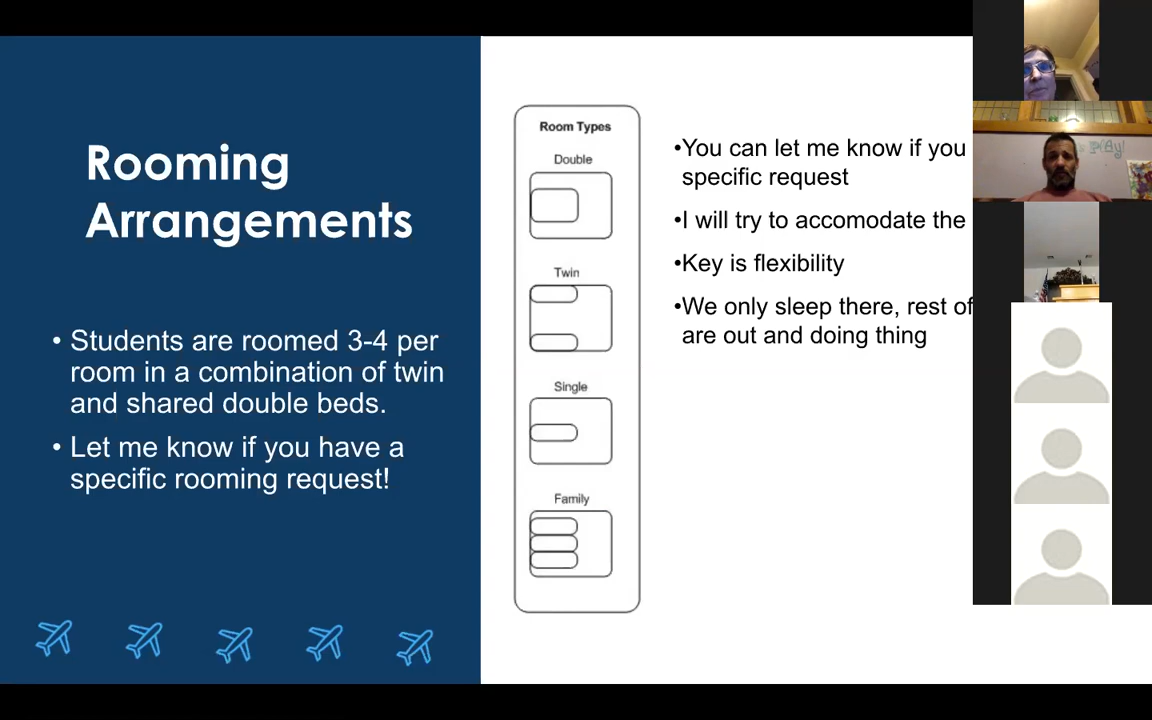 Rooming
Arrangements
• Students are roomed 3-4 per
room in a combination of twin
and shared double beds.
• Let me know if you have a
specific rooming request!
Room Types
Double
Twin
Single
Family
•You can let me know if you
specific request
•I will try to accomodate the
•Key is flexibility
•We only sleep there, rest of
are out and doing thing